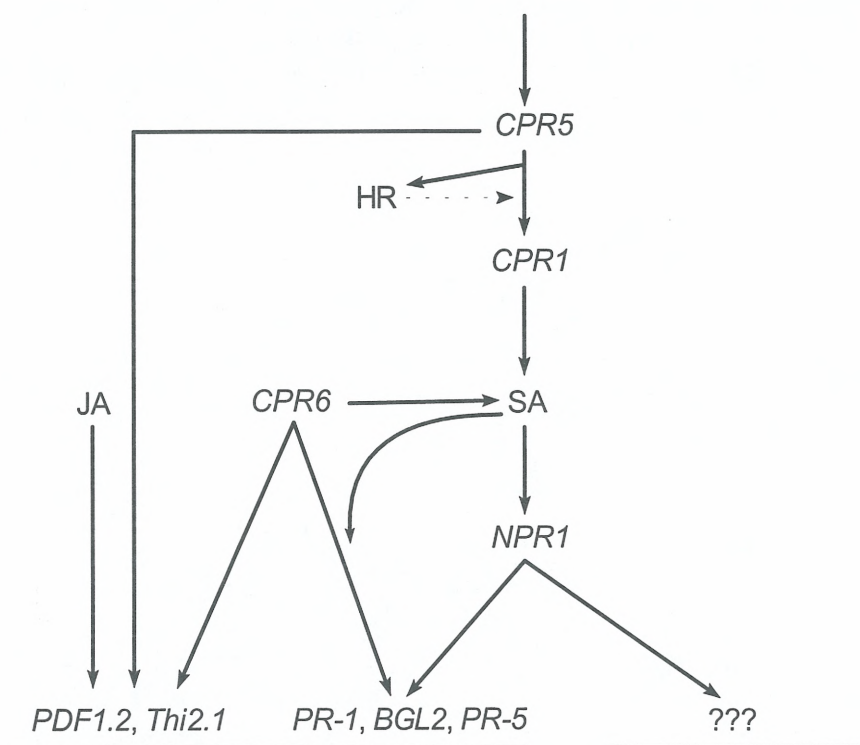 CPR5
HR
CPR1
JA
CPR6
SA
NPR1
PDF1.2, Thi2.1
PR-1, BGL2, PR-5
???